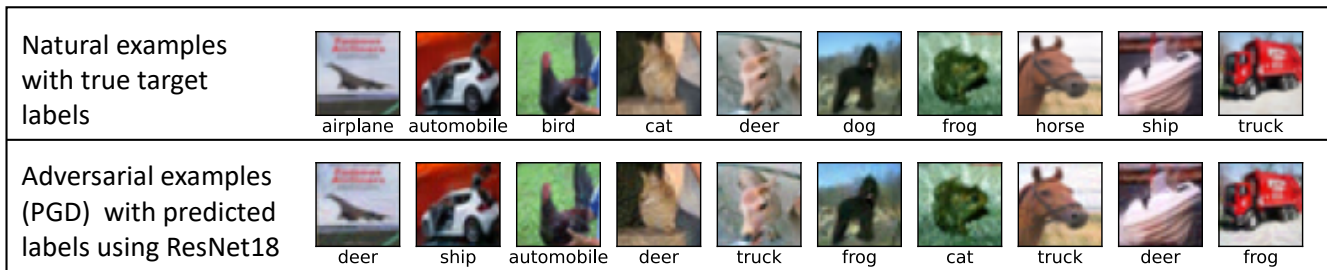 Natural examples
with true target
labels
airplane automobile bird cat deer dog frog horse ship truck
Adversarial examples
(PGD) with predicted
labels using ResNet18
deer ship automobile deer truck frog cat truck deer frog